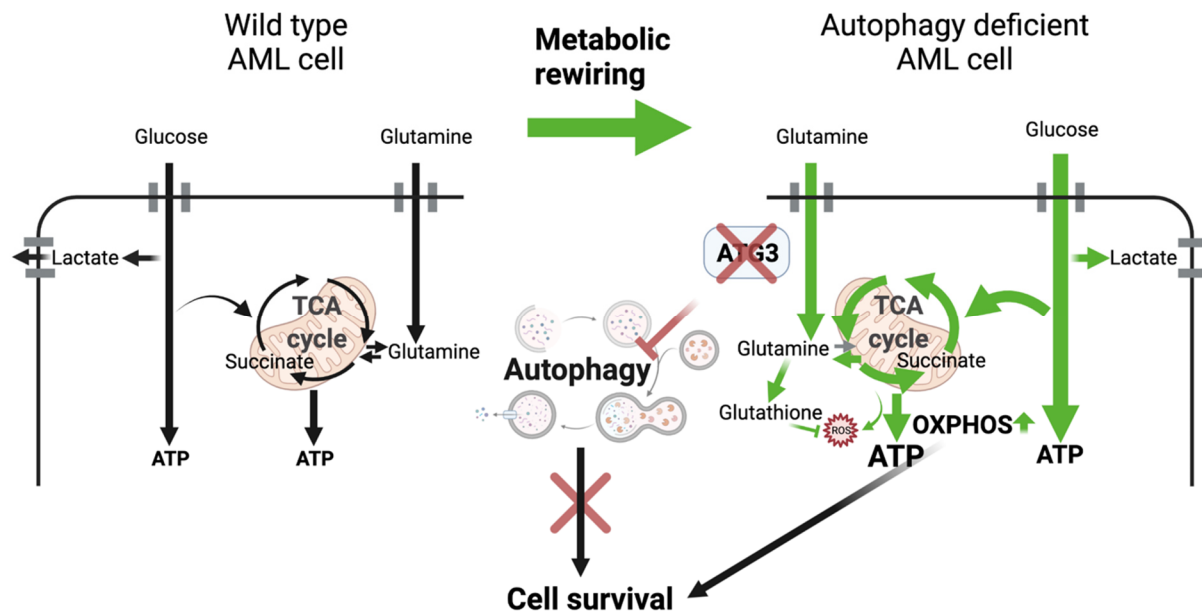 Wild type
AML cell
Metabolic
rewiring
Autophagy deficient
AML cell
Glucose
Glutamine
Glutamine
Glucose
Lactate
ATG3
Lactate
TCA
cycle
Succinate
Glutamine
Autophagy
Glutamine
TCA
cycle
Succinate
Glutathione
ROS
OXPHOS
ATP
ATP
ATP
ATP
Cell survival